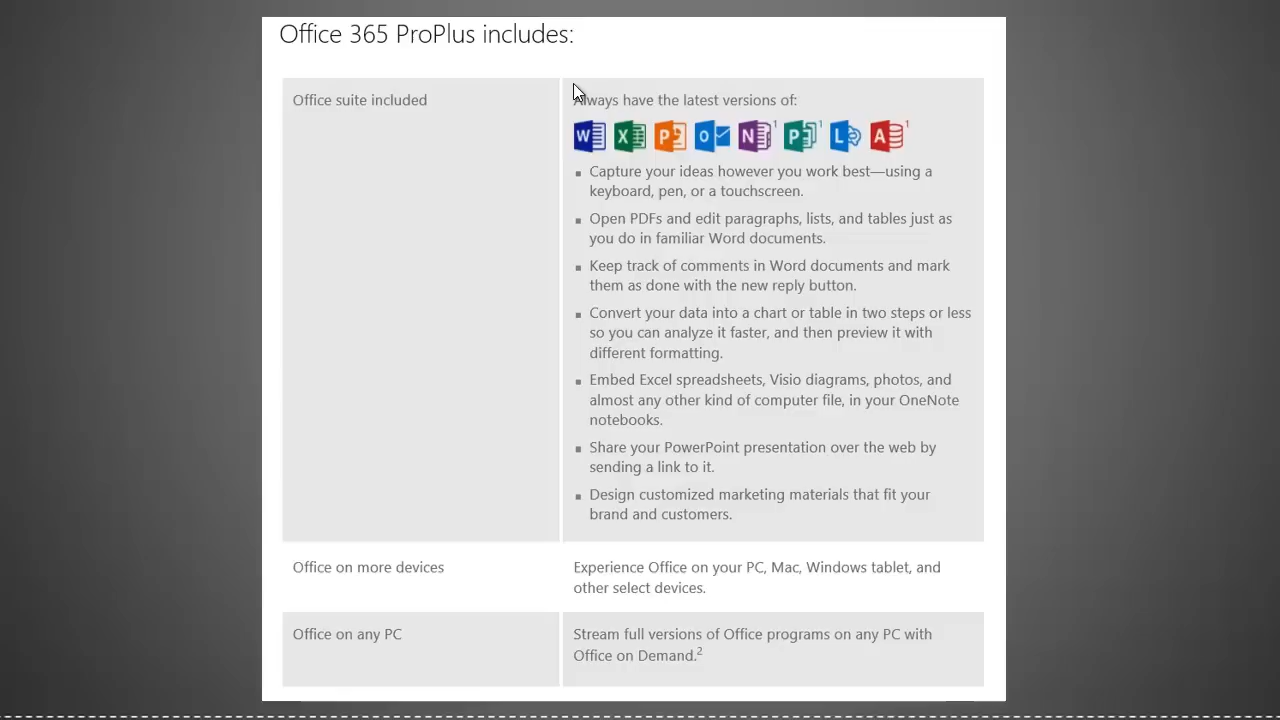 Office 365 ProPlus includes:
Office suite included
Always have the latest versions of:
W X P O N 1 P 1 L A 1
▪ Capture your ideas however you work best—using a
keyboard, pen, or a touchscreen.
▪ Open PDFs and edit paragraphs, lists, and tables just as
you do in familiar Word documents.
▪ Keep track of comments in Word documents and mark
them as done with the new reply button.
▪ Convert your data into a chart or table in two steps or less
so you can analyze it faster, and then preview it with
different formatting.
▪ Embed Excel spreadsheets, Visio diagrams, photos, and
almost any other kind of computer file, in your OneNote
notebooks.
▪ Share your PowerPoint presentation over the web by
sending a link to it.
▪ Design customized marketing materials that fit your
brand and customers.
Office on more devices
Experience Office on your PC, Mac, Windows tablet, and
other select devices.
Office on any PC
Stream full versions of Office programs on any PC with
Office on Demand.2